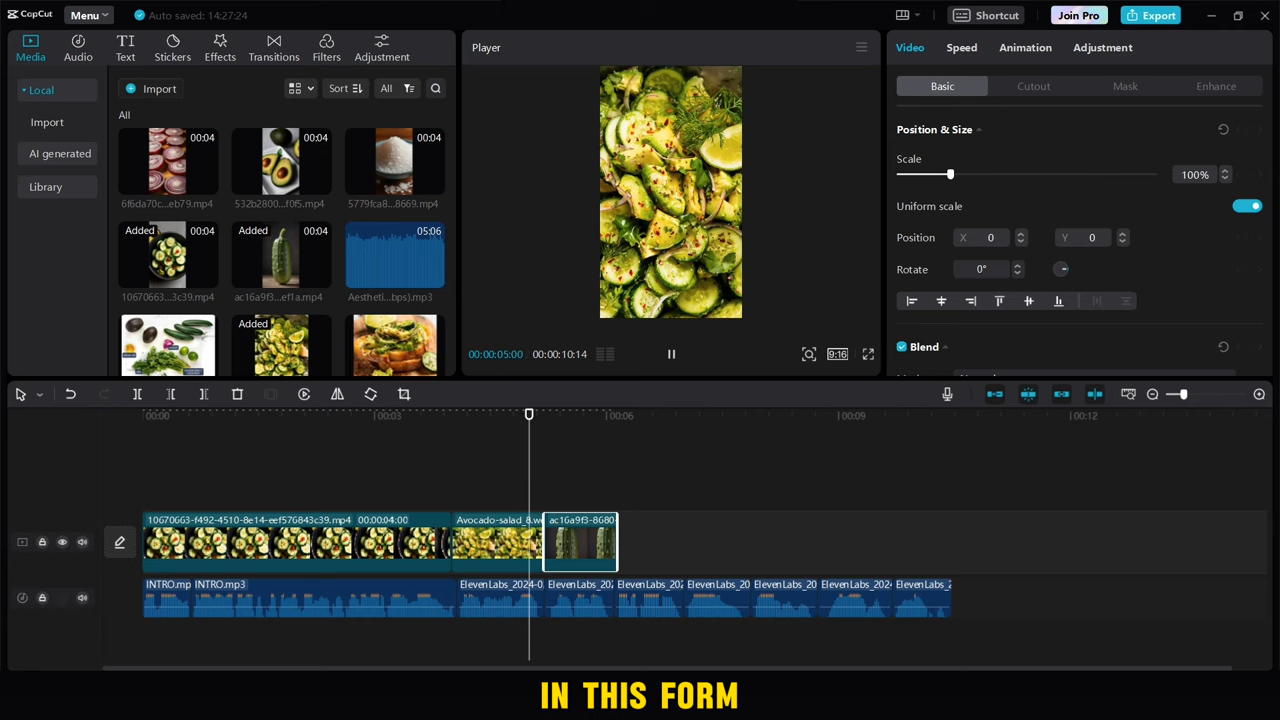 CapCut
Menu
Auto saved: 14:27:24
Shortcut
Join Pro
Export
Media
Audio
Text
Stickers
Effects
Transitions
Filters
Adjustment
Local
Import
AI generated
Library
Import
Sort
All
All
00:04
6f6da70c...eb79.mp4
00:04
532b2800...f0f5.mp4
00:04
5779fca8...8669.mp4
Added
00:04
10670663...3c39.mp4
Added
00:04
ac16a9f3...ef1a.mp4
05:06
Aestheti...bps).mp3
Added
Player
00:00:05:00
00:00:10:14
9:16
Video
Speed
Animation
Adjustment
Basic
Cutout
Mask
Enhance
Position & Size
Scale
100%
Uniform scale
Position
X 0
Y 0
Rotate
0°
Blend
00:00
00:03
00:06
00:09
00:12
10670663-f492-4510-8e14-eef576843c39.mp4 00:00:04:00
Avocado-salad_8.we
ac16a9f3-8680-
INTRO.mp
INTRO.mp3
ElevenLabs_2024-0
ElevenLabs_202
ElevenLabs_202
ElevenLabs_20
ElevenLabs_20
ElevenLabs_2024
ElevenLabs_2
IN THIS FORM